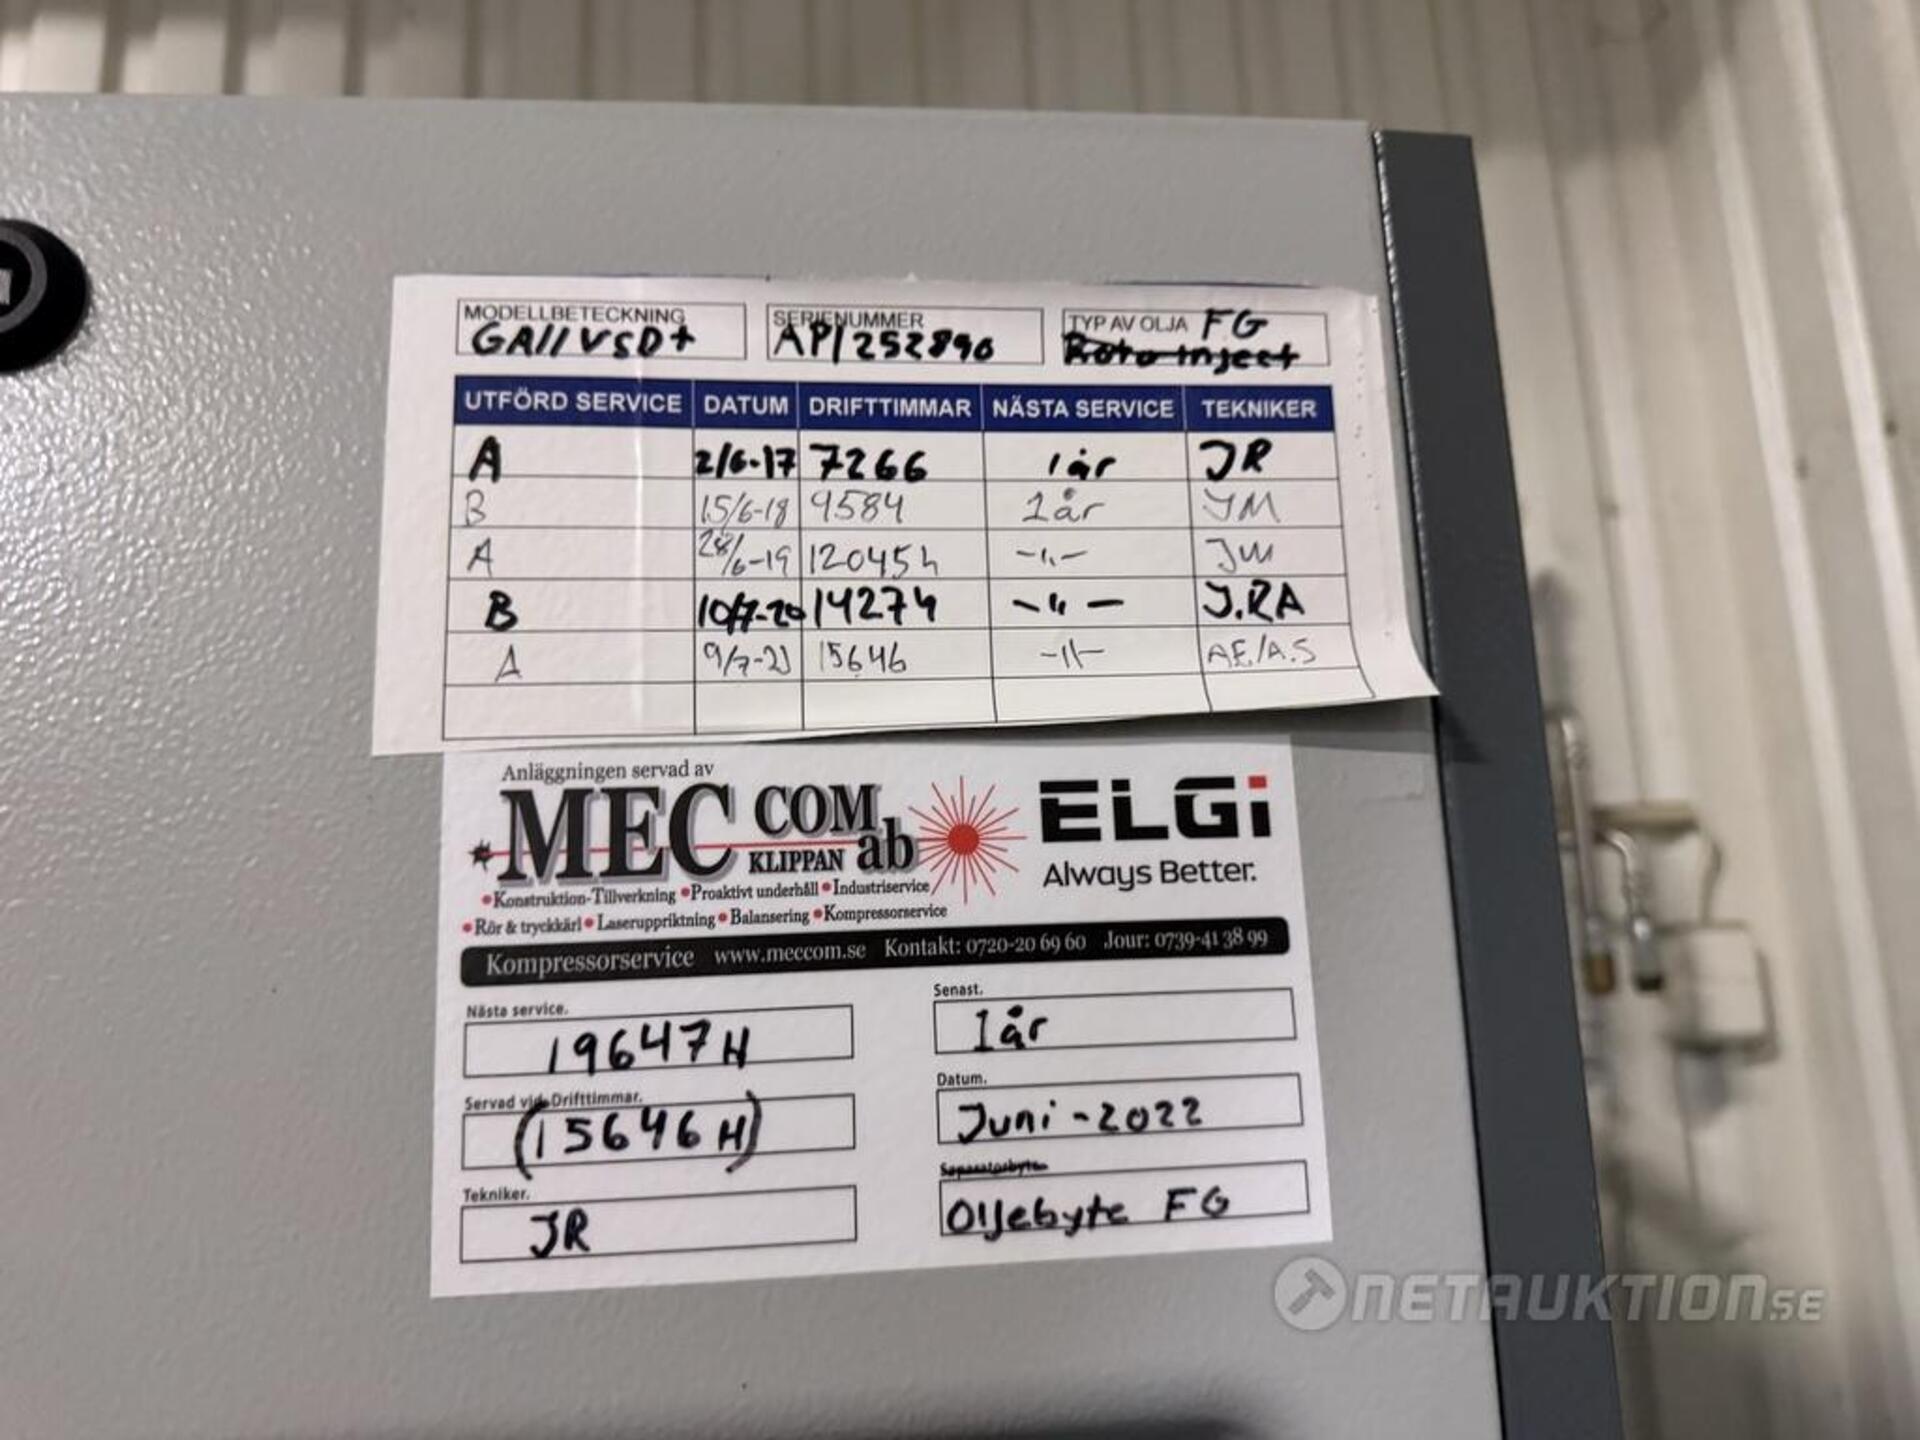 MODELLBETECKNING
GA11VSD+
SERIENUMMER
API252890
TYP AV OLJA FG
Roto Inject
UTFÖRD SERVICE DATUM DRIFTTIMMAR NÄSTA SERVICE TEKNIKER
A 2/6-17 7266 1 år JR
B 15/6-18 9584 1 år JM
A 28/6-19 12045h -"- JM
B 10/7-20 14274 -"- J.RA
A 9/7-21 15646 -"- AE/A.S
Anläggningen servad av
MEC COM KLIPPAN ab
ELGi
Always Better.
•Konstruktion-Tillverkning •Proaktivt underhåll •Industriservice
•Rör & tryckkärl •Laseruppriktning •Balansering •Kompressorservice
Kompressorservice www.meccom.se Kontakt: 0720-20 69 60 Jour: 0739-41 38 99
Nästa service.
19647H
Senast.
1år
Servad vid Drifttimmar.
(15646H)
Datum.
Juni-2022
Tekniker.
JR
Separatorbyte
Oljebyte FG
NETAUKTION.SE